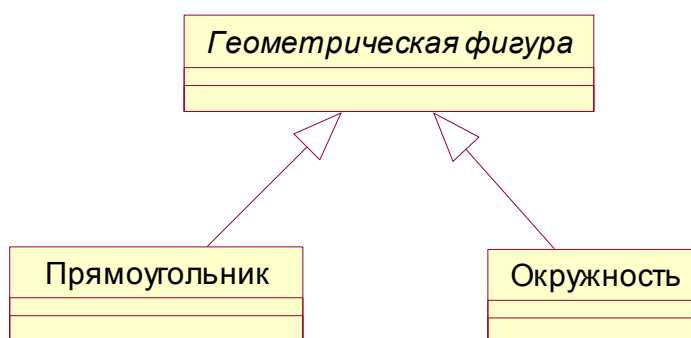 Геометрическая фигура
Прямоугольник
Окружность